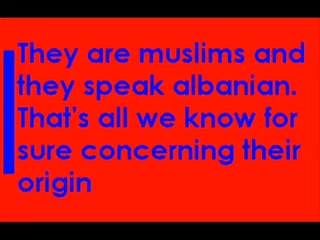 They are muslims and
they speak albanian.
That's all we know for
sure concerning their
origin